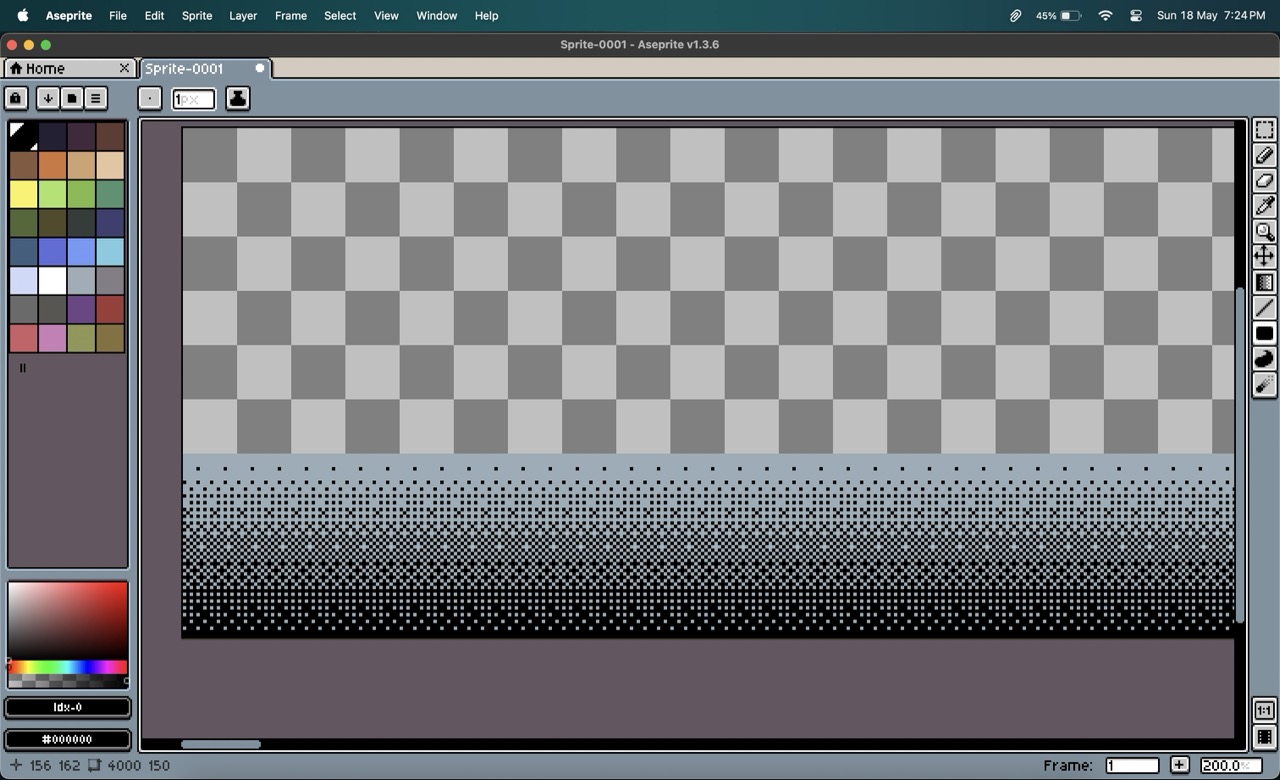 Aseprite File Edit Sprite Layer Frame Select View Window Help 45% Sun 18 May 7:24 PM
Sprite-0001 - Aseprite v1.3.6
Home Sprite-0001
1px
Idx-0
#000000
1:1
156 162 4000 150 Frame: 1 200.0%